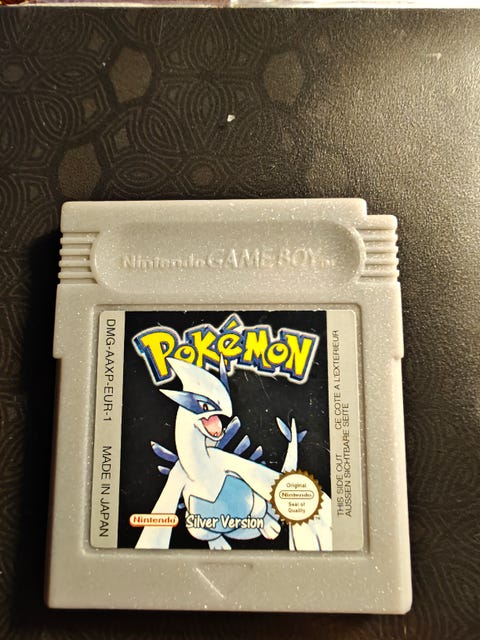 Nintendo GAME BOY TM
POKéMON
DMG-AAXP-EUR-1 MADE IN JAPAN
THIS SIDE OUT CE COTE A L'EXTERIEUR
AUSSEN SICHTBARE SEITE
Original
Nintendo
Seal of
Quality
Nintendo
Silver Version